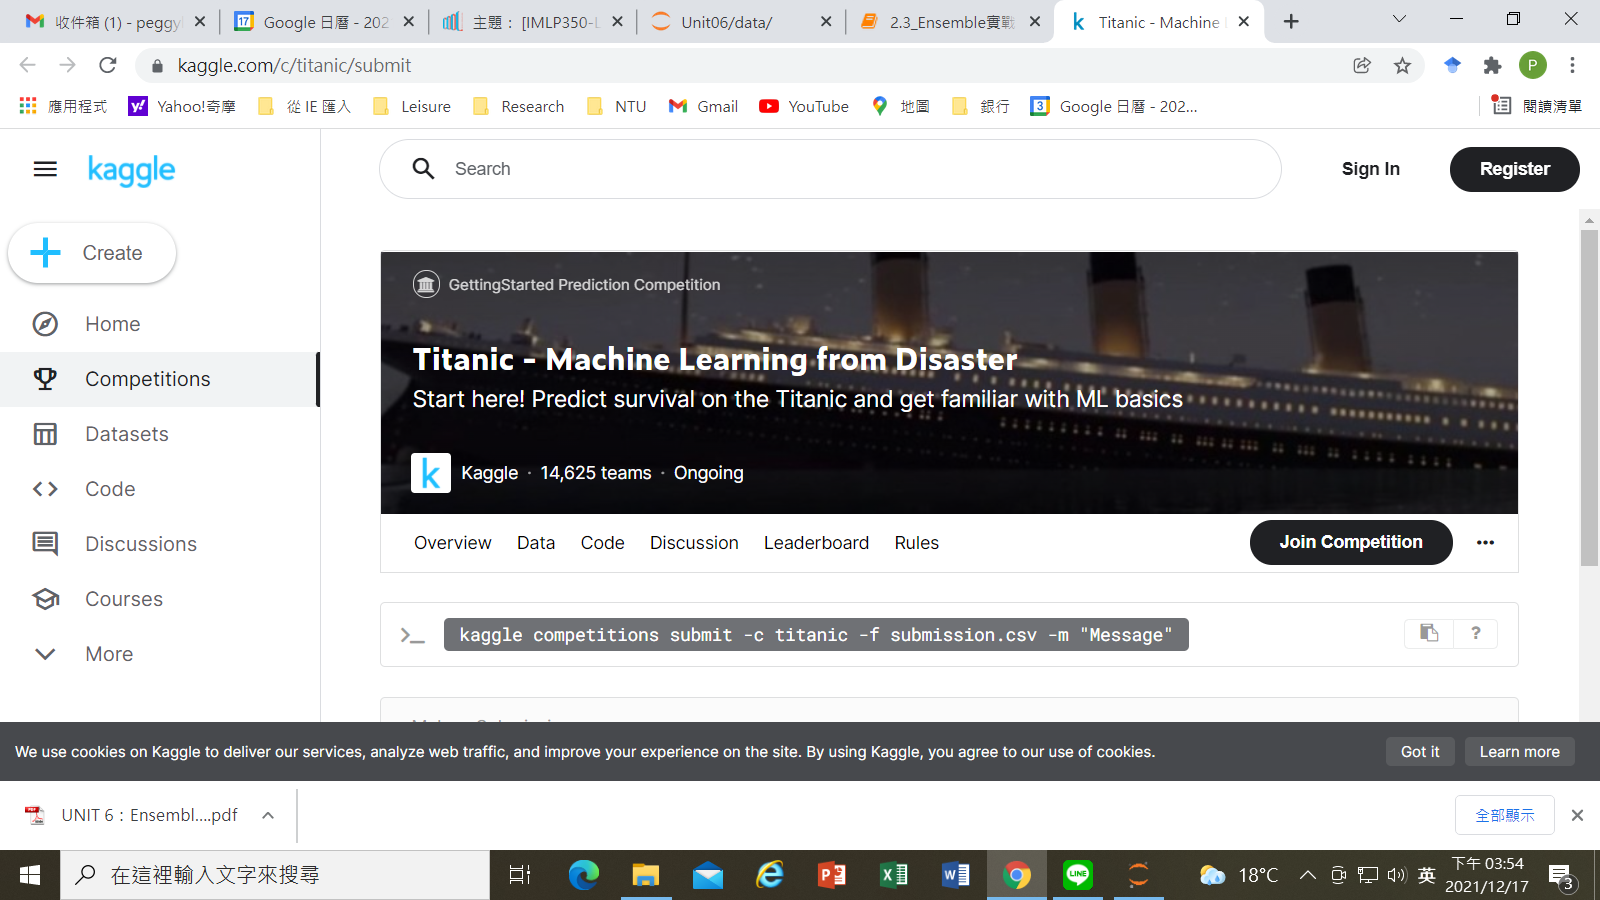 收件箱 (1) - peggy
Google 日曆 - 202
主題： [IMLP350-L
Unit06/data/
2.3_Ensemble實戰
Titanic - Machine
kaggle.com/c/titanic/submit
P
應用程式
Yahoo!奇摩
從 IE 匯入
Leisure
Research
NTU
Gmail
YouTube
地圖
銀行
Google 日曆 - 202...
閱讀清單
kaggle
Search
Sign In
Register
Create
Home
Competitions
Datasets
Code
Discussions
Courses
More
GettingStarted Prediction Competition
Titanic - Machine Learning from Disaster
Start here! Predict survival on the Titanic and get familiar with ML basics
k
Kaggle · 14,625 teams · Ongoing
Overview
Data
Code
Discussion
Leaderboard
Rules
Join Competition
kaggle competitions submit -c titanic -f submission.csv -m "Message"
?
We use cookies on Kaggle to deliver our services, analyze web traffic, and improve your experience on the site. By using Kaggle, you agree to our use of cookies.
Got it
Learn more
UNIT 6：Ensembl....pdf
全部顯示
在這裡輸入文字來搜尋
18°C
英
下午 03:54
2021/12/17
3